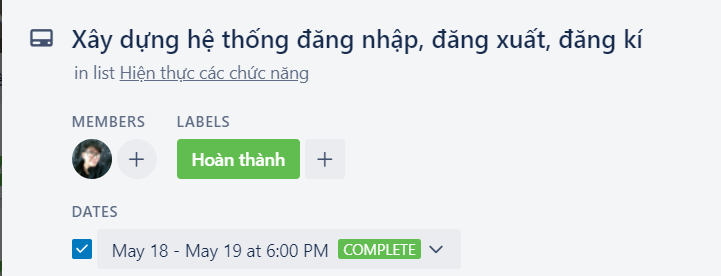 Xây dựng hệ thống đăng nhập, đăng xuất, đăng kí
in list Hiện thực các chức năng
MEMBERS LABELS
Hoàn thành
DATES
May 18 - May 19 at 6:00 PM COMPLETE